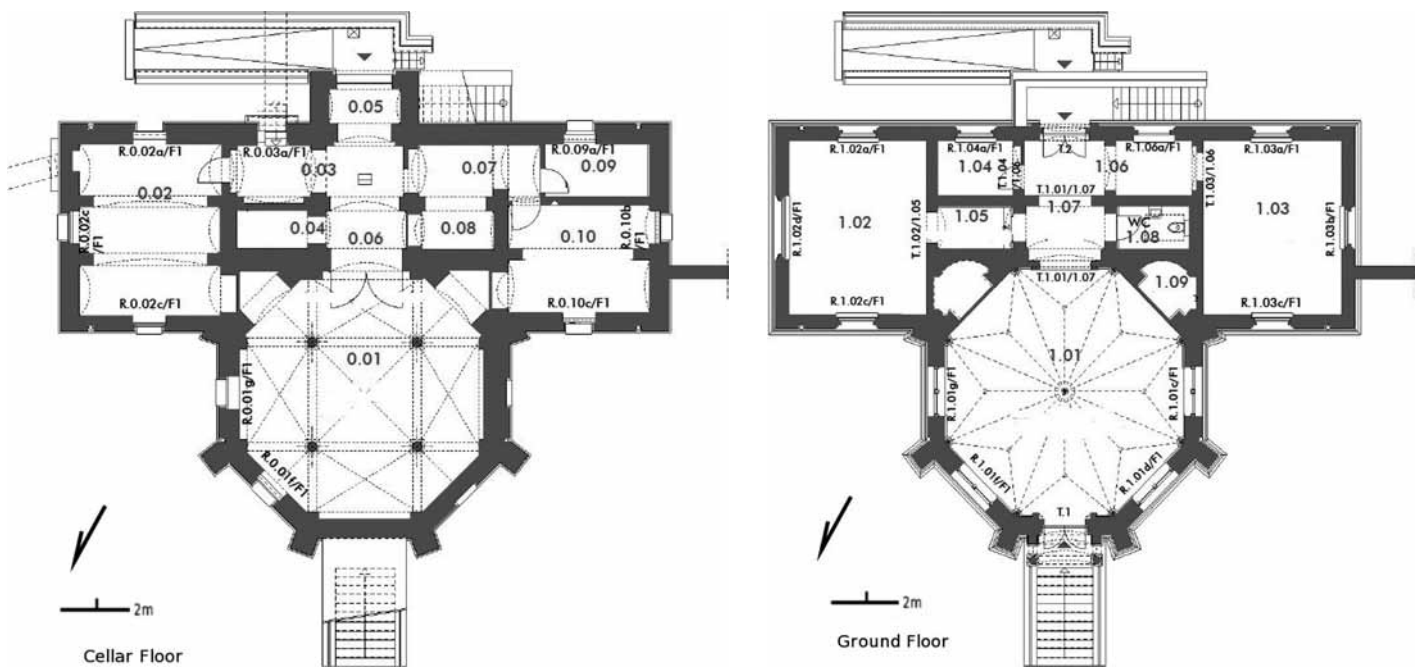 0.05
R.0.02a/F1
R.0.03a/F1
R.0.09a/F1
0.03
0.07
0.09
0.02
R.0.02c
/F1
0.04
0.06
0.08
0.10
R.0.10b
/F1
R.0.02c/F1
R.0.10c/F1
0.01
R.0.01g/F1
R.0.01f/F1
2m
Cellar Floor
R.1.02a/F1
R.1.04a/F1
T.2
R.1.06a/F1
R.1.03a/F1
1.04
T.1.04
/1.06
1.06
T.1.03/1.06
T.1.01/1.07
R.1.02d/F1
1.02
T.1.02/1.05
1.05
1.07
WC
1.08
1.03
R.1.03b/F1
T.1.01/1.07
1.09
R.1.02c/F1
R.1.03c/F1
1.01
R.1.01g/F1
R.1.01c/F1
R.1.01f/F1
R.1.01d/F1
T.1
2m
Ground Floor